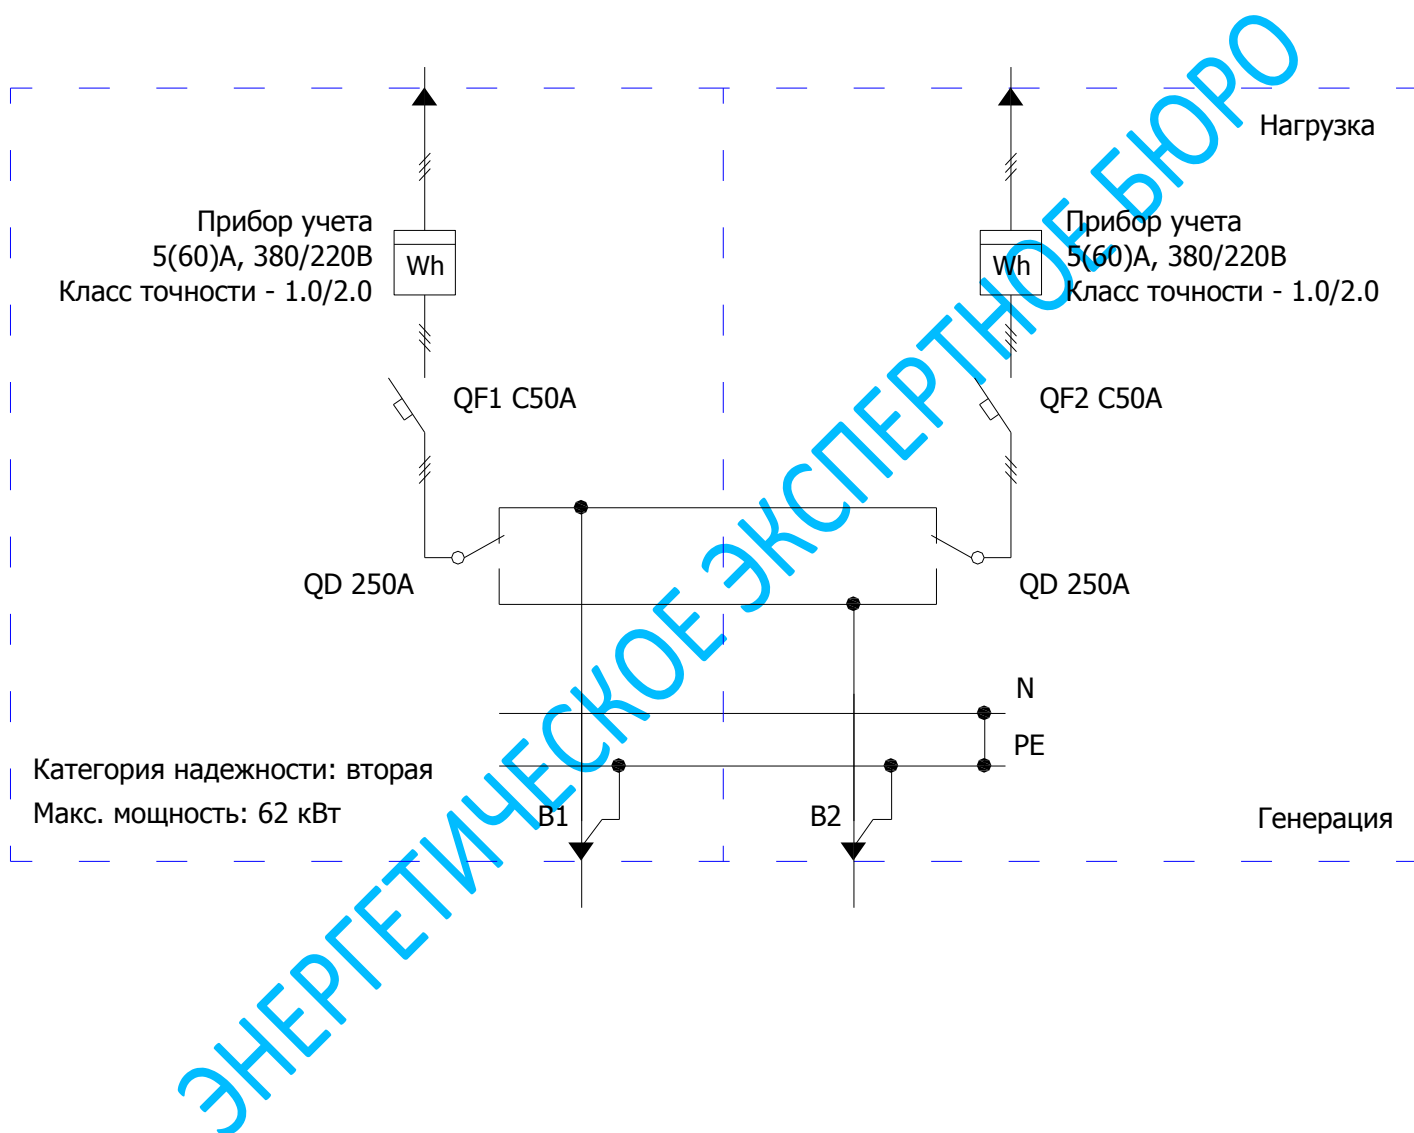 Нагрузка
Прибор учета
5(60)А, 380/220В
Класс точности - 1.0/2.0
Wh
Wh
Прибор учета
5(60)А, 380/220В
Класс точности - 1.0/2.0
QF1 C50A
QF2 C50A
QD 250A
QD 250A
N
PE
Категория надежности: вторая
Макс. мощность: 62 кВт
В1
В2
Генерация
ЭНЕРГЕТИЧЕСКОЕ ЭКСПЕРТНОЕ БЮРО